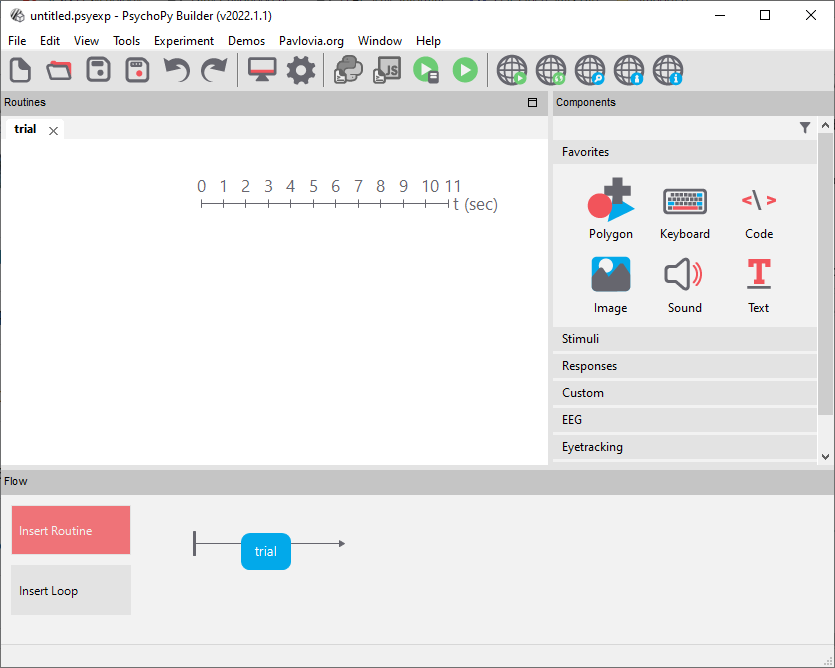 untitled.psyexp - PsychoPy Builder (v2022.1.1)
File Edit View Tools Experiment Demos Pavlovia.org Window Help
JS
Routines
Components
trial
Favorites
0 1 2 3 4 5 6 7 8 9 10 11
t (sec)
Polygon Keyboard Code
Image Sound Text
Stimuli
Responses
Custom
EEG
Eyetracking
Flow
Insert Routine
trial
Insert Loop